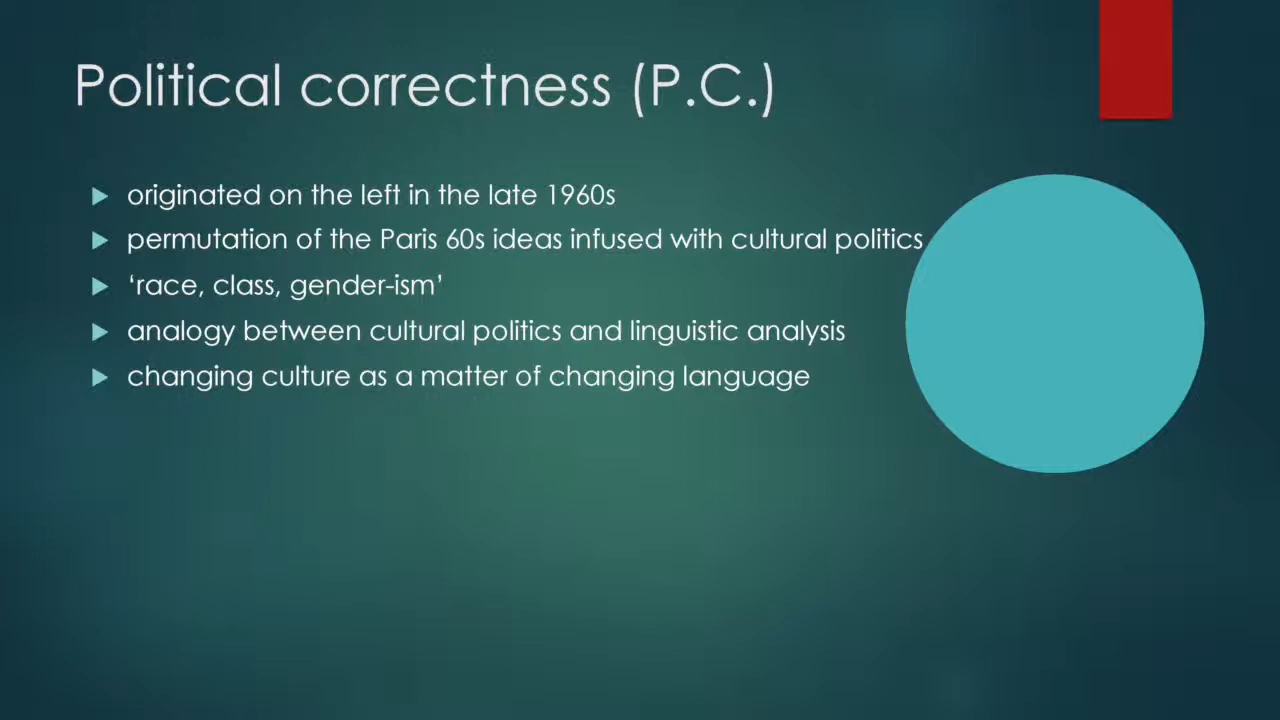 Political correctness (P.C.)
originated on the left in the late 1960s
permutation of the Paris 60s ideas infused with cultural politics
‘race, class, gender-ism’
analogy between cultural politics and linguistic analysis
changing culture as a matter of changing language